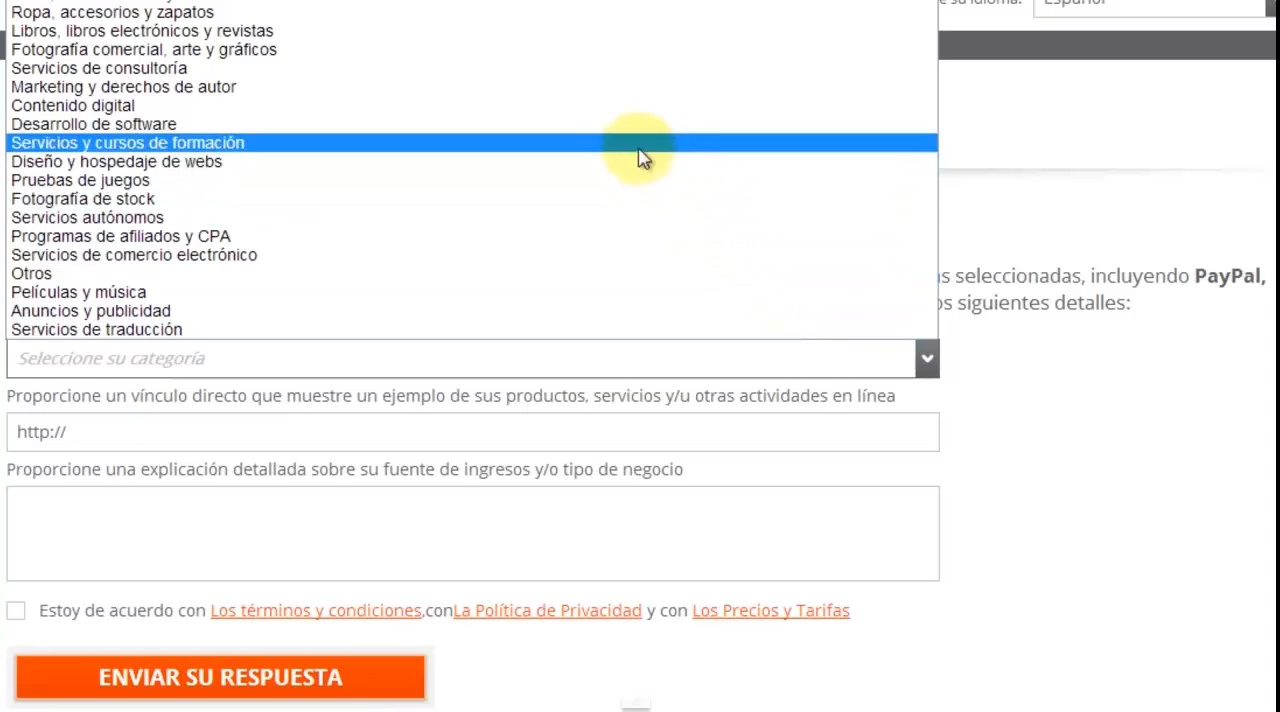 su idioma:
Español
Ropa, accesorios y zapatos
Libros, libros electrónicos y revistas
Fotografía comercial, arte y gráficos
Servicios de consultoría
Marketing y derechos de autor
Contenido digital
Desarrollo de software
Servicios y cursos de formación
Diseño y hospedaje de webs
Pruebas de juegos
Fotografía de stock
Servicios autónomos
Programas de afiliados y CPA
Servicios de comercio electrónico
Otros
Películas y música
Anuncios y publicidad
Servicios de traducción
seleccionadas, incluyendo PayPal,
siguientes detalles:
Seleccione su categoría
Proporcione un vínculo directo que muestre un ejemplo de sus productos, servicios y/u otras actividades en línea
http://
Proporcione una explicación detallada sobre su fuente de ingresos y/o tipo de negocio
Estoy de acuerdo con Los términos y condiciones,conLa Política de Privacidad y con Los Precios y Tarifas
ENVIAR SU RESPUESTA